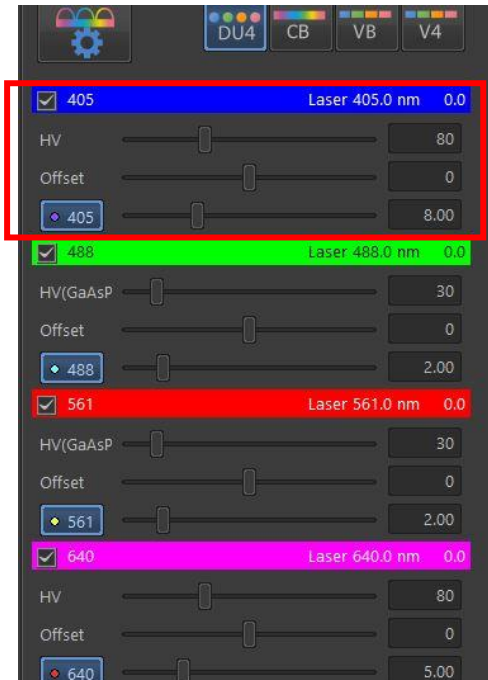 DU4 CB VB V4
405 Laser 405.0 nm 0.0
HV 80
Offset 0
405 8.00
488 Laser 488.0 nm 0.0
HV(GaAsP 30
Offset 0
488 2.00
561 Laser 561.0 nm 0.0
HV(GaAsP 30
Offset 0
561 2.00
640 Laser 640.0 nm 0.0
HV 80
Offset 0
640 5.00